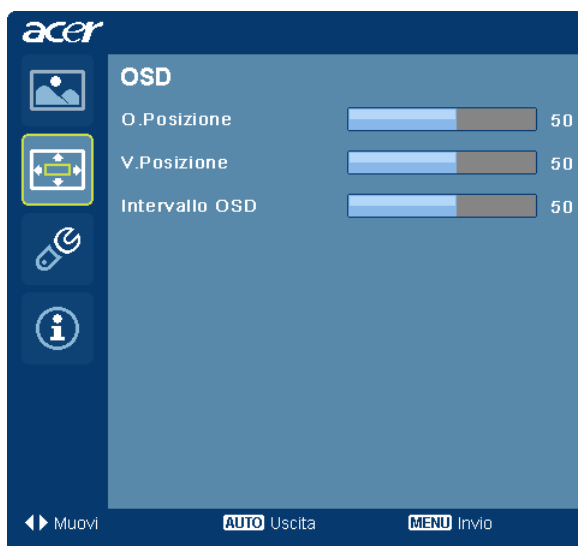 acer
OSD
O.Posizione 50
V.Posizione 50
Intervallo OSD 50
Muovi AUTO Uscita MENU Invio